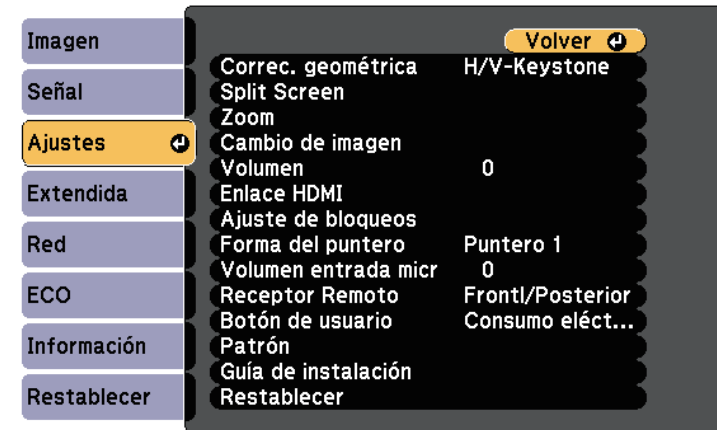 Imagen
Señal
Ajustes
Extendida
Red
ECO
Información
Restablecer
Volver
Correc. geométrica H/V-Keystone
Split Screen
Zoom
Cambio de imagen
Volumen 0
Enlace HDMI
Ajuste de bloqueos
Forma del puntero Puntero 1
Volumen entrada micr 0
Receptor Remoto Frontl/Posterior
Botón de usuario Consumo eléct...
Patrón
Guía de instalación
Restablecer